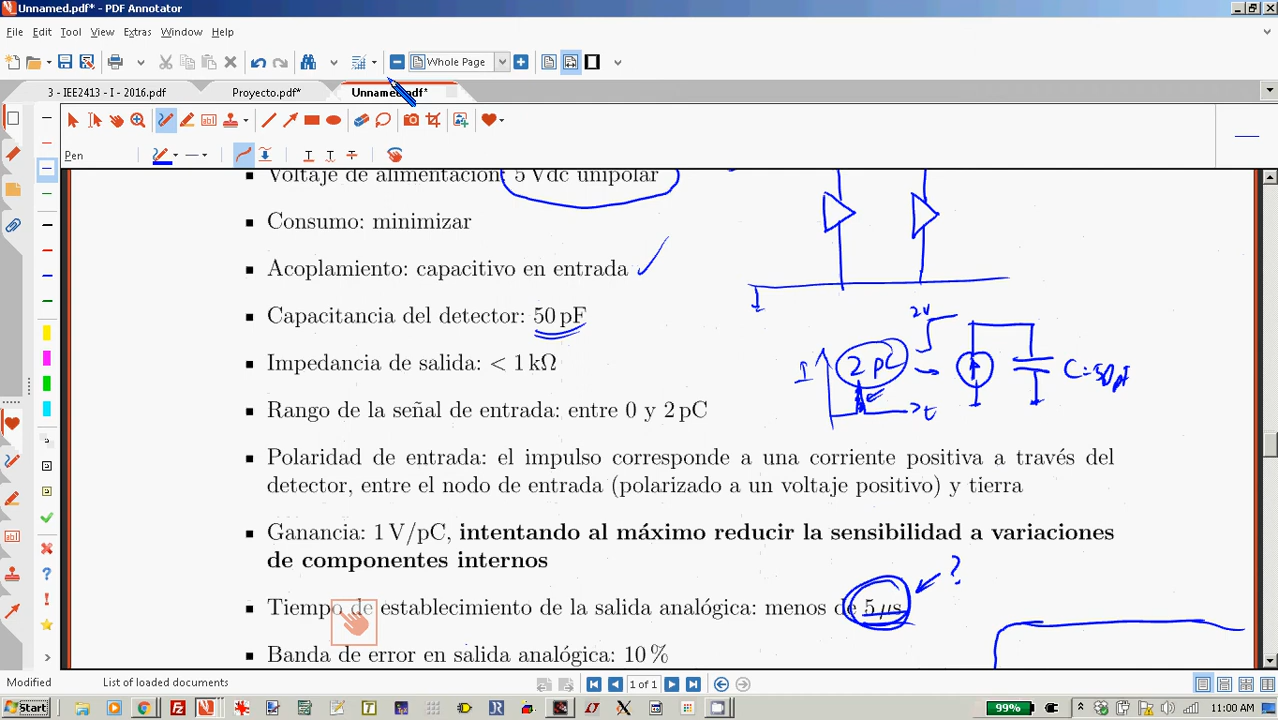 Unnamed.pdf* - PDF Annotator
File Edit Tool View Extras Window Help
Whole Page
3 - IEE2413 - I - 2016.pdf Proyecto.pdf* Unnamed.pdf*
Pen
Voltaje de alimentación: 5 Vdc unipolar
Consumo: minimizar
Acoplamiento: capacitivo en entrada
Capacitancia del detector: 50 pF
2V
I 2 pC t C=50pF
Impedancia de salida: < 1 kΩ
Rango de la señal de entrada: entre 0 y 2 pC
Polaridad de entrada: el impulso corresponde a una corriente positiva a través del
detector, entre el nodo de entrada (polarizado a un voltaje positivo) y tierra
Ganancia: 1 V/pC, intentando al máximo reducir la sensibilidad a variaciones
de componentes internos
?
Tiempo de establecimiento de la salida analógica: menos de 5 μs
Banda de error en salida analógica: 10 %
Modified List of loaded documents 1 of 1
Start 99% 11:00 AM